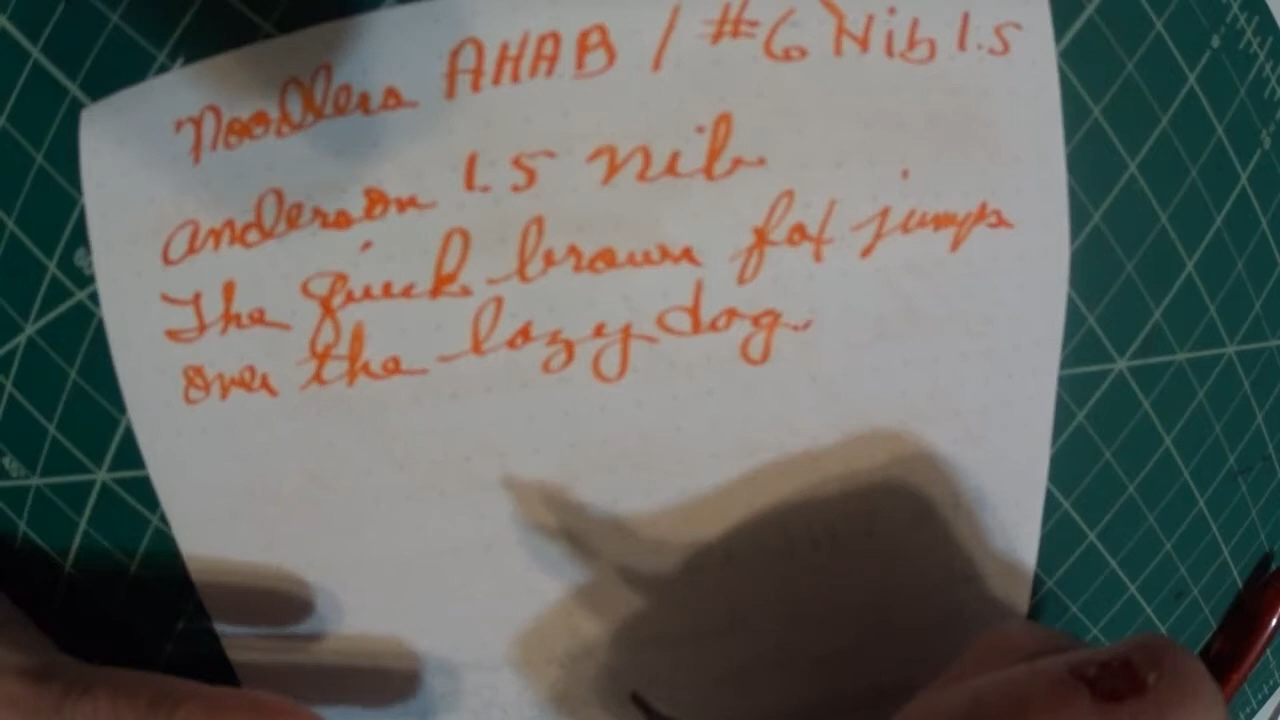 Noodlers AHAB / #6 Nib 1.5
anderson 1.5 nib
The quick brown fox jumps
over the lazy dog.